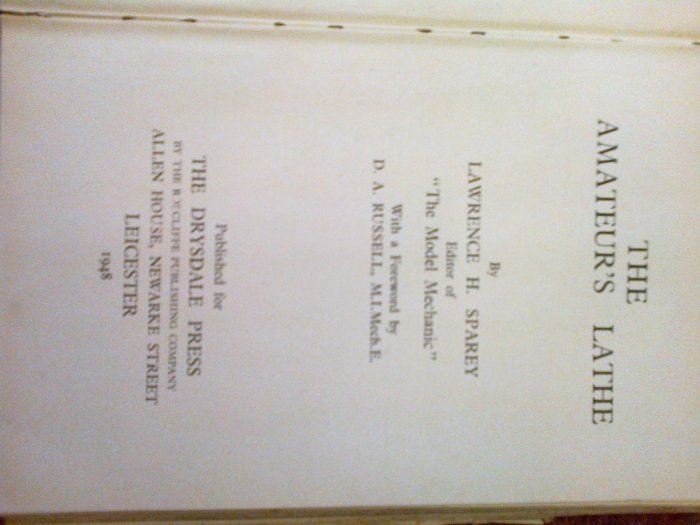 THE
AMATEUR'S LATHE
By
LAWRENCE H. SPAREY
Editor of
"The Model Mechanic"
With a Foreword by
D. A. RUSSELL, M.I.Mech.E.
Published for
THE DRYSDALE PRESS
BY THE PUBLISHING COMPANY
ALLEN HOUSE, NEWARKE STREET
LEICESTER
1948